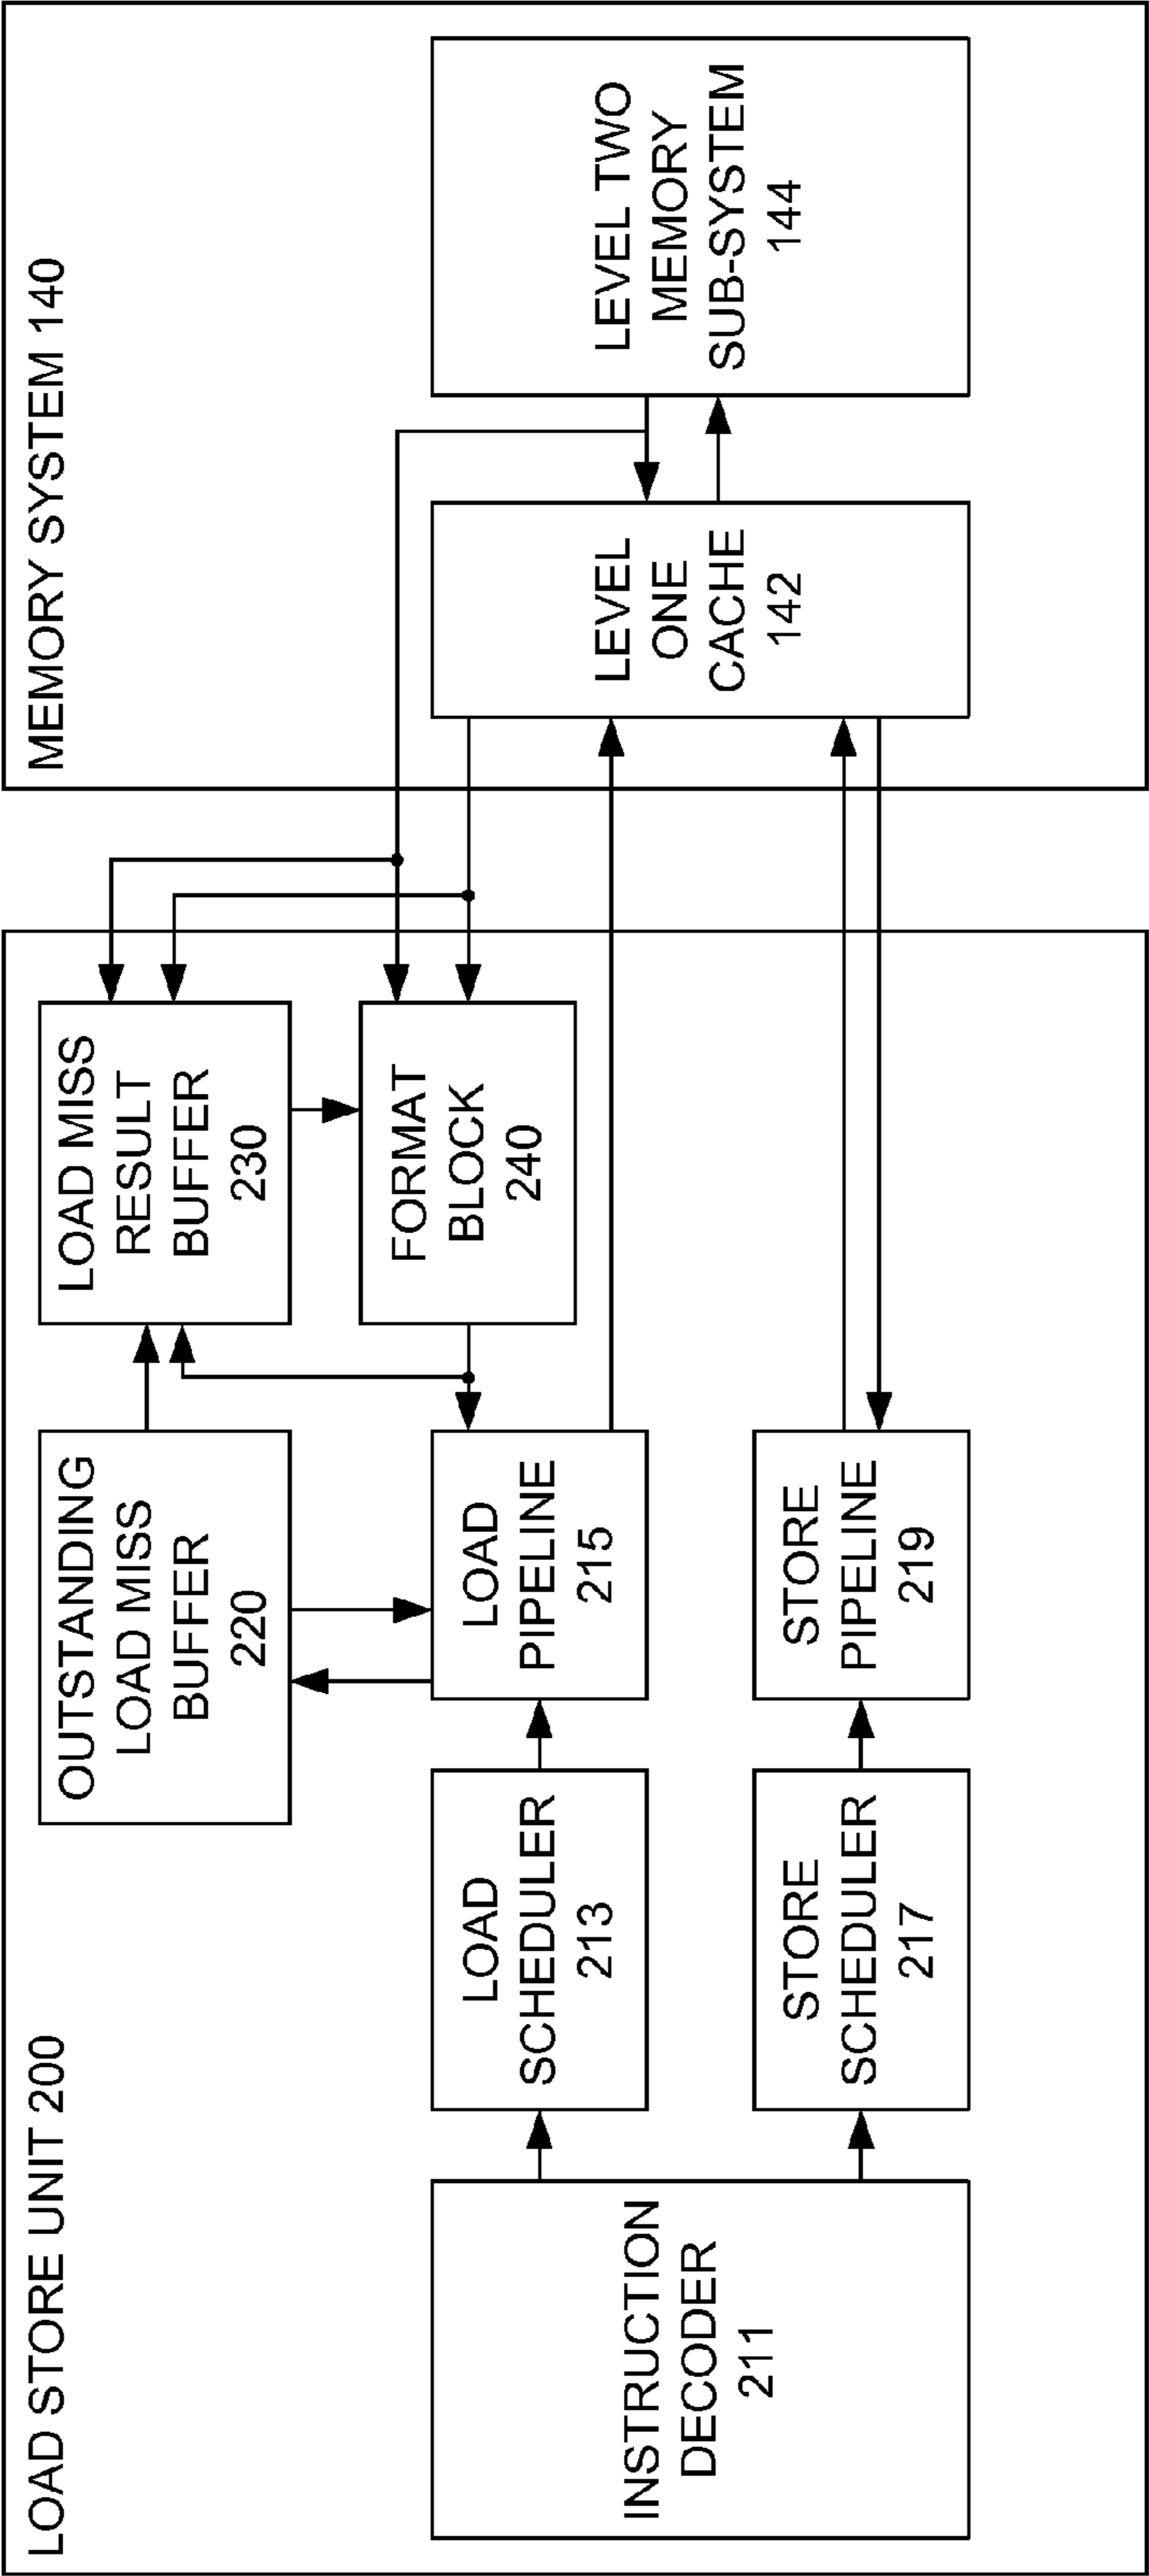 LOAD STORE UNIT 200
MEMORY SYSTEM 140
OUTSTANDING
LOAD MISS
BUFFER
220
LOAD MISS
RESULT
BUFFER
230
FORMAT
BLOCK
240
INSTRUCTION
DECODER
211
LOAD
SCHEDULER
213
LOAD
PIPELINE
215
STORE
SCHEDULER
217
STORE
PIPELINE
219
LEVEL
ONE
CACHE
142
LEVEL TWO
MEMORY
SUB-SYSTEM
144